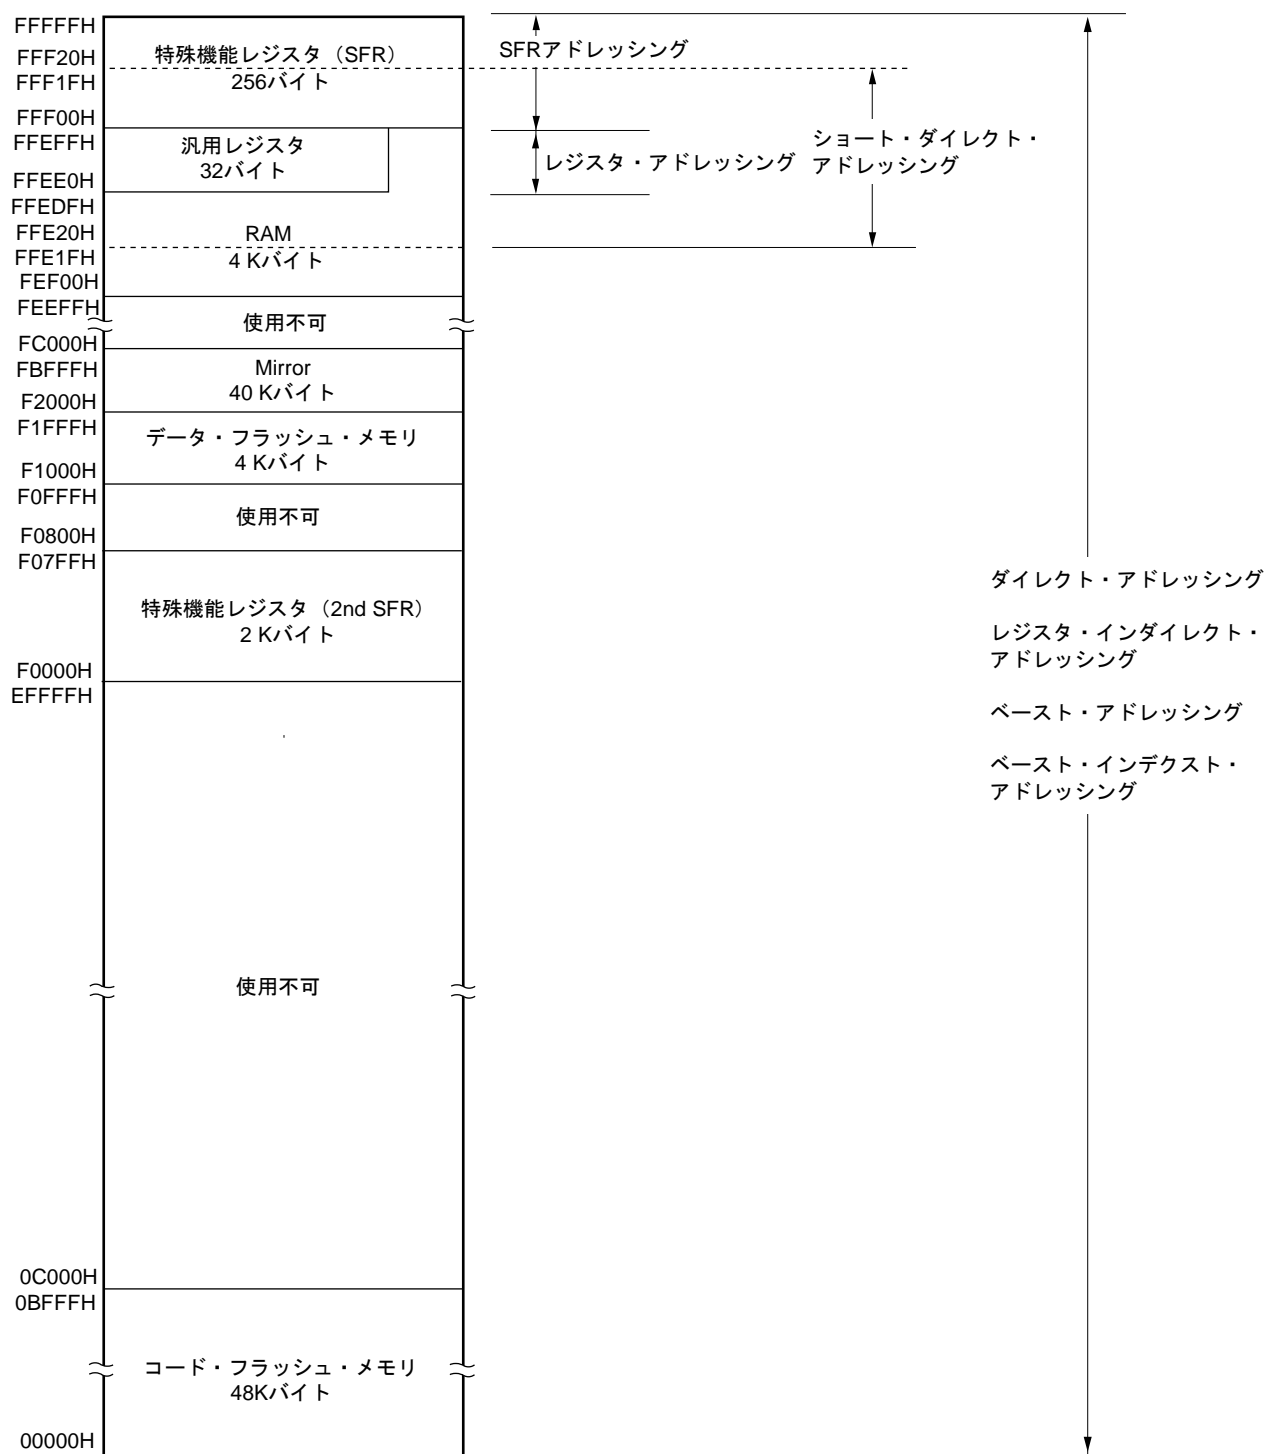 FFFFFH
FFF20H
FFF1FH
FFF00H
FFEFFH
FFEE0H
FFEDFH
FFE20H
FFE1FH
FEF00H
FEEFFH
FC000H
FBFFFH
F2000H
F1FFFH
F1000H
F0FFFH
F0800H
F07FFH
F0000H
EFFFFH
0C000H
0BFFFH
00000H
特殊機能レジスタ（SFR）
256バイト
汎用レジスタ
32バイト
RAM
4 Kバイト
使用不可
Mirror
40 Kバイト
データ・フラッシュ・メモリ
4 Kバイト
使用不可
特殊機能レジスタ（2nd SFR）
2 Kバイト
使用不可
コード・フラッシュ・メモリ
48Kバイト
SFRアドレッシング
レジスタ・アドレッシング
ショート・ダイレクト・
アドレッシング
ダイレクト・アドレッシング
レジスタ・インダイレクト・
アドレッシング
ベースト・アドレッシング
ベースト・インデクスト・
アドレッシング